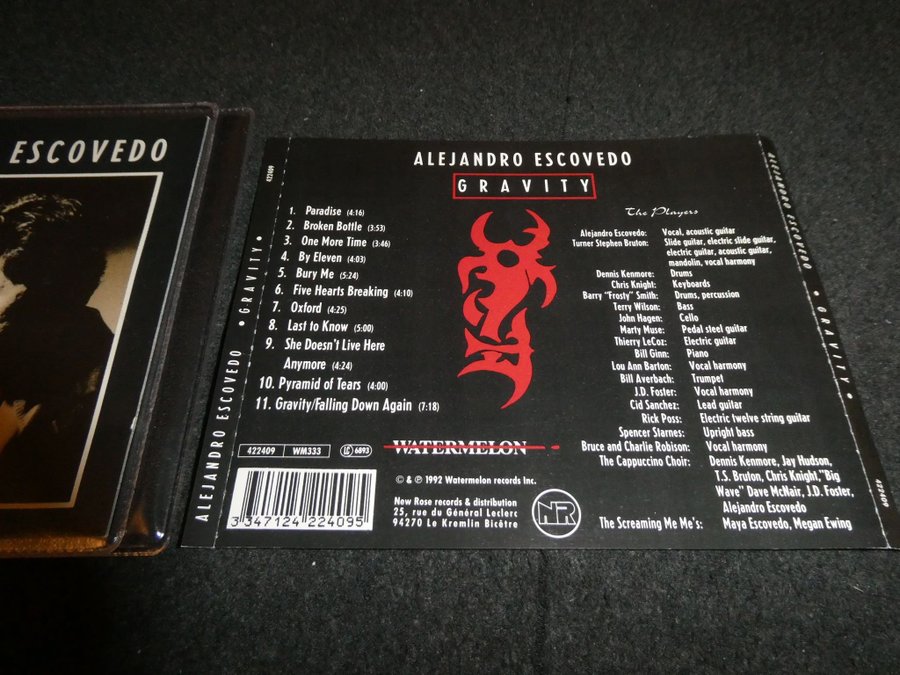 ESCOVEDO
422409
ALEJANDRO ESCOVEDO • GRAVITY •
ALEJANDRO ESCOVEDO
GRAVITY
1. Paradise (4:16)
2. Broken Bottle (3:53)
3. One More Time (3:46)
4. By Eleven (4:03)
5. Bury Me (5:24)
6. Five Hearts Breaking (4:10)
7. Oxford (4:25)
8. Last to Know (5:00)
9. She Doesn't Live Here
Anymore (4:24)
10. Pyramid of Tears (4:00)
11. Gravity/Falling Down Again (7:18)
The Players
Alejandro Escovedo: Vocal, acoustic guitar
Turner Stephen Bruton: Slide guitar, electric slide guitar,
electric guitar, acoustic guitar,
mandolin, vocal harmony
Dennis Kenmore: Drums
Chris Knight: Keyboards
Barry "Frosty" Smith: Drums, percussion
Terry Wilson: Bass
John Hagen: Cello
Marty Muse: Pedal steel guitar
Thierry LeCoz: Electric guitar
Bill Ginn: Piano
Lou Ann Barton: Vocal harmony
Bill Averbach: Trumpet
J.D. Foster: Vocal harmony
Cid Sanchez: Lead guitar
Rick Poss: Electric twelve string guitar
Spencer Starnes: Upright bass
Bruce and Charlie Robison: Vocal harmony
The Cappuccino Choir: Dennis Kenmore, Jay Hudson,
T.S. Bruton, Chris Knight,"Big
Wave" Dave McNair, J.D. Foster,
Alejandro Escovedo
The Screaming Me Me's: Maya Escovedo, Megan Ewing
422409 WM333 LC 6893
WATERMELON
© & ℗ 1992 Watermelon records Inc.
New Rose records & distribution
25, rue du Général Leclerc
94270 Le Kremlin Bicêtre
NR
3 347124 224095
ALEJANDRO ESCOVEDO • GRAVITY •
422409